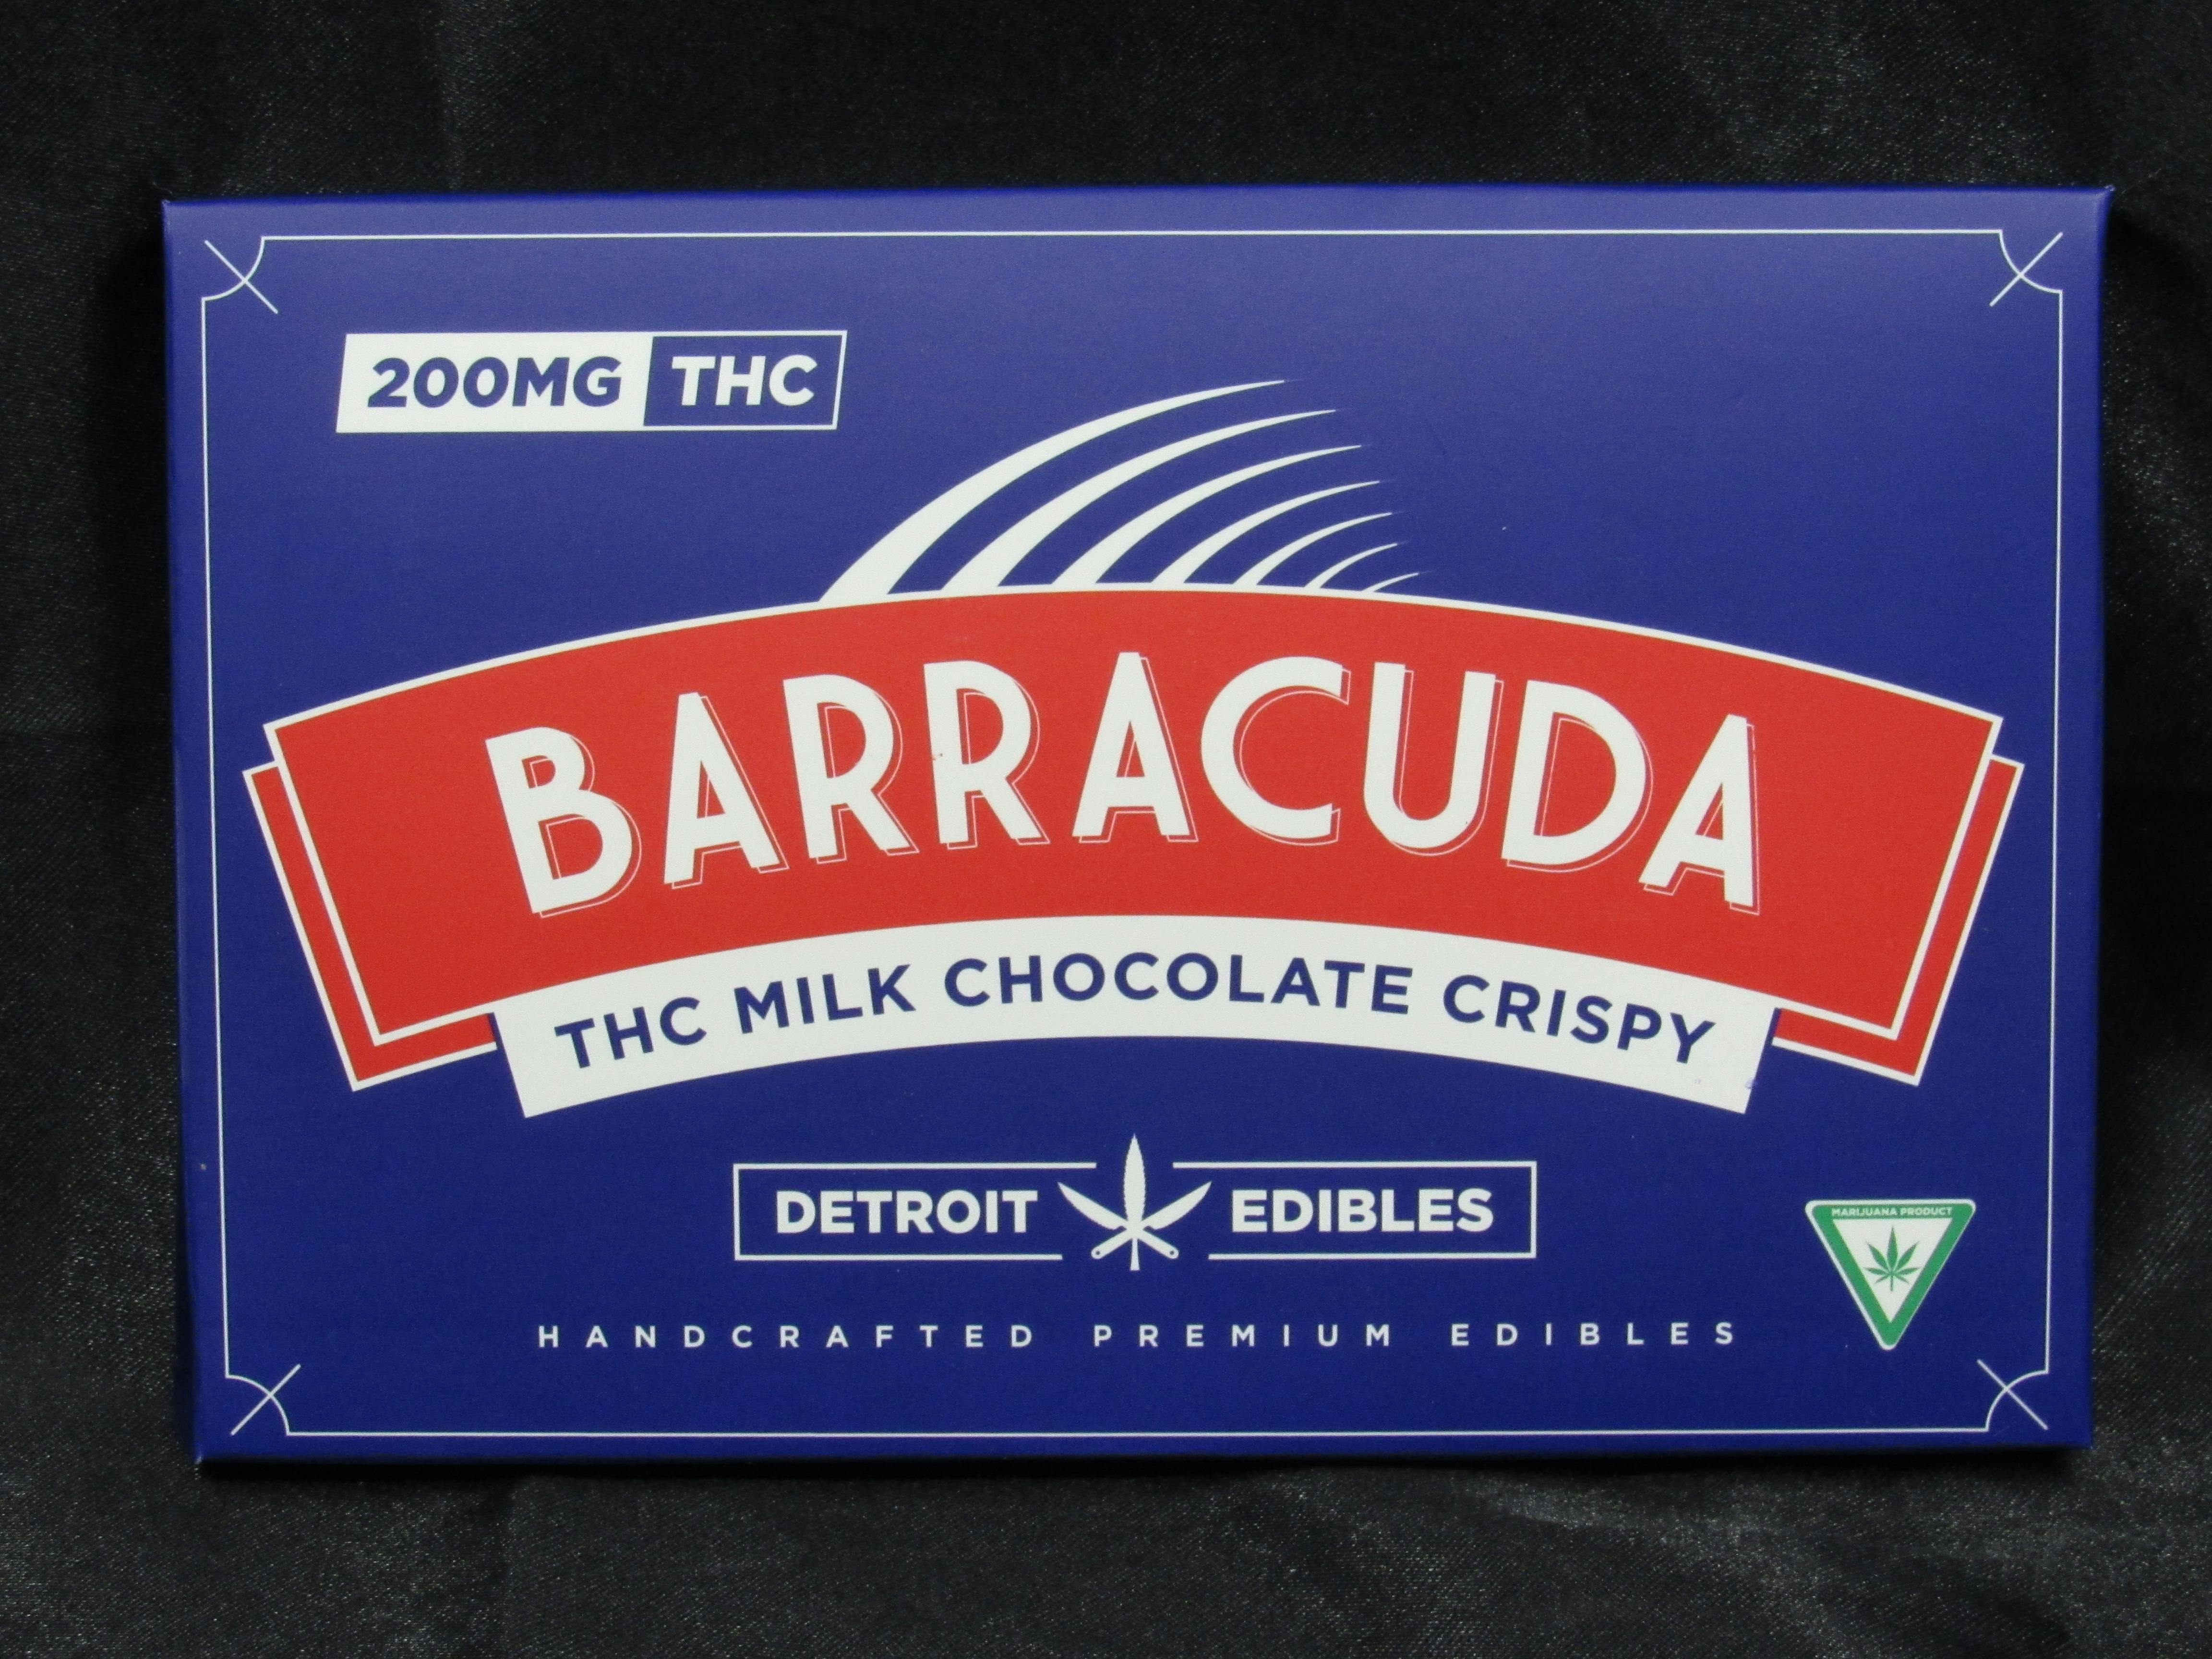 200MG THC
BARRACUDA
THC MILK CHOCOLATE CRISPY
DETROIT EDIBLES
MARIJUANA PRODUCT
HANDCRAFTED PREMIUM EDIBLES